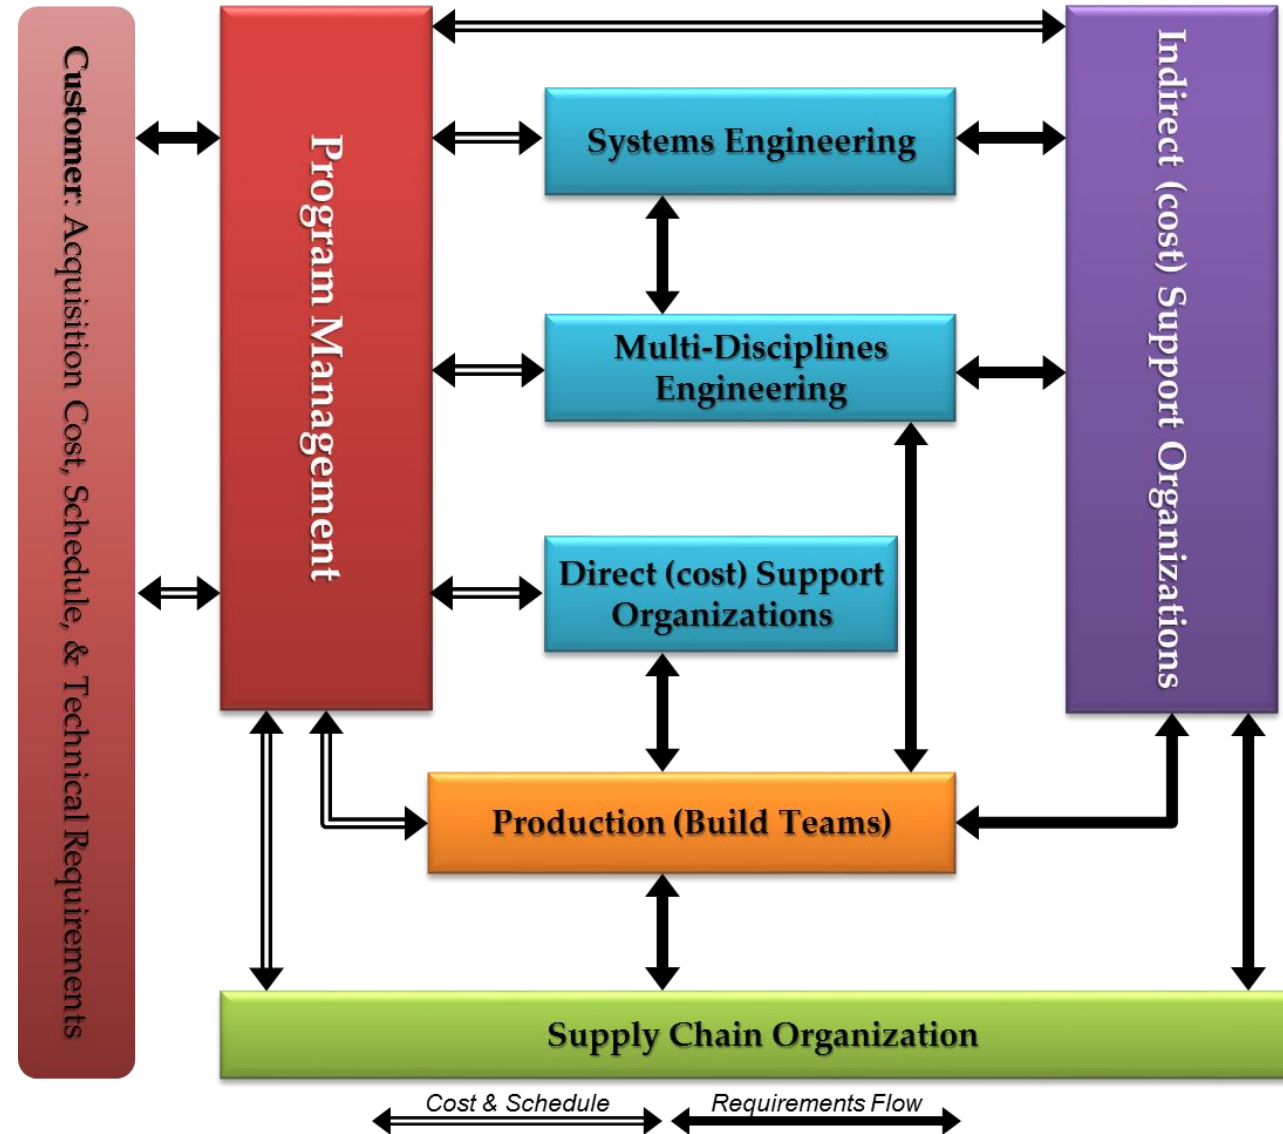 Customer: Acquisition Cost, Schedule, & Technical Requirements
Program Management
Indirect (cost) Support Organizations
Systems Engineering
Multi-Disciplines
Engineering
Direct (cost) Support
Organizations
Production (Build Teams)
Supply Chain Organization
Cost & Schedule
Requirements Flow